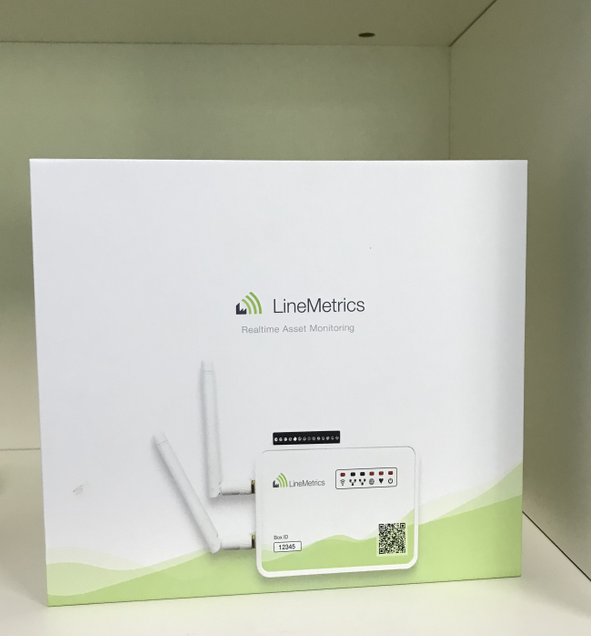 LineMetrics
Realtime Asset Monitoring
LineMetrics
Box ID
12345